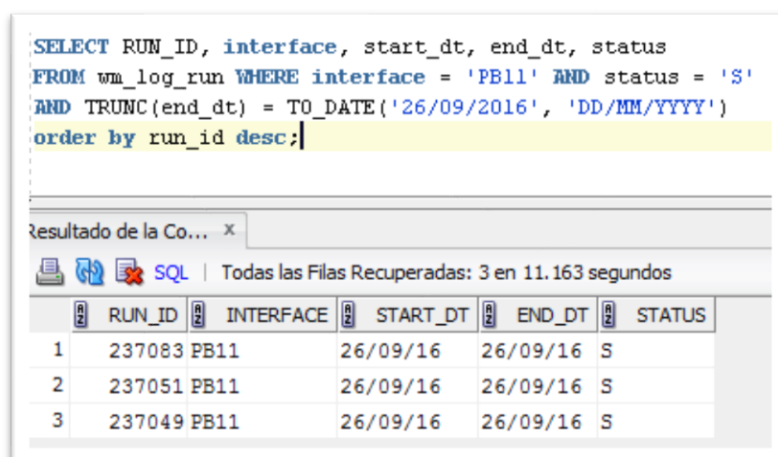 SELECT RUN_ID, interface, start_dt, end_dt, status
FROM wm_log_run WHERE interface = 'PB11' AND status = 'S'
AND TRUNC(end_dt) = TO_DATE('26/09/2016', 'DD/MM/YYYY')
order by run_id desc;
Resultado de la Co... x
SQL | Todas las Filas Recuperadas: 3 en 11.163 segundos
RUN_ID INTERFACE START_DT END_DT STATUS
1 237083 PB11 26/09/16 26/09/16 S
2 237051 PB11 26/09/16 26/09/16 S
3 237049 PB11 26/09/16 26/09/16 S